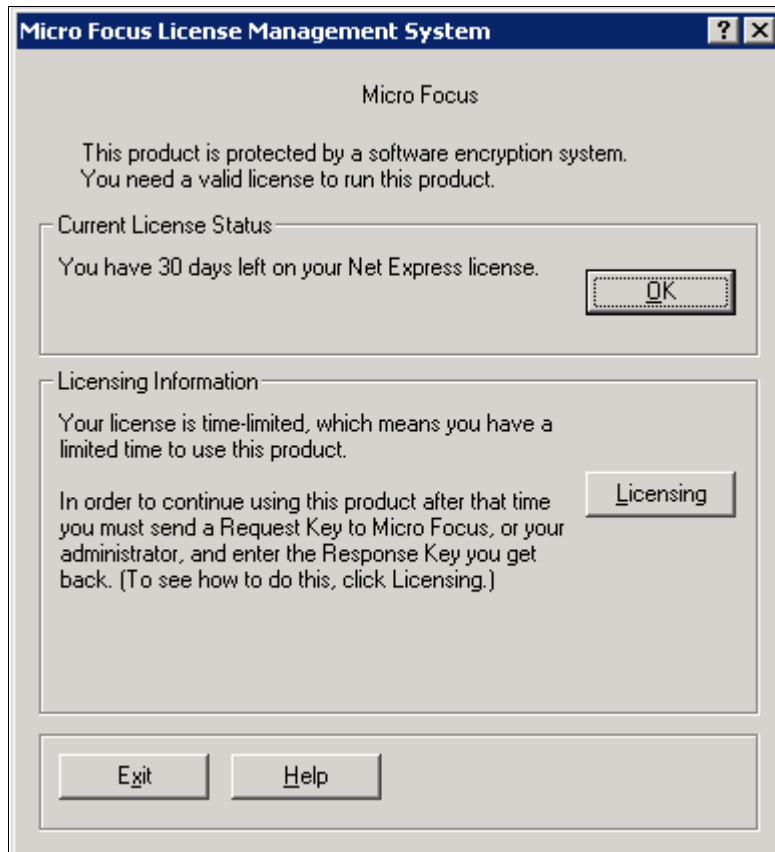 Micro Focus License Management System
Micro Focus
This product is protected by a software encryption system.
You need a valid license to run this product.
Current License Status
You have 30 days left on your Net Express license.
OK
Licensing Information
Your license is time-limited, which means you have a
limited time to use this product.
Licensing
In order to continue using this product after that time
you must send a Request Key to Micro Focus, or your
administrator, and enter the Response Key you get
back. (To see how to do this, click Licensing.)
Exit
Help